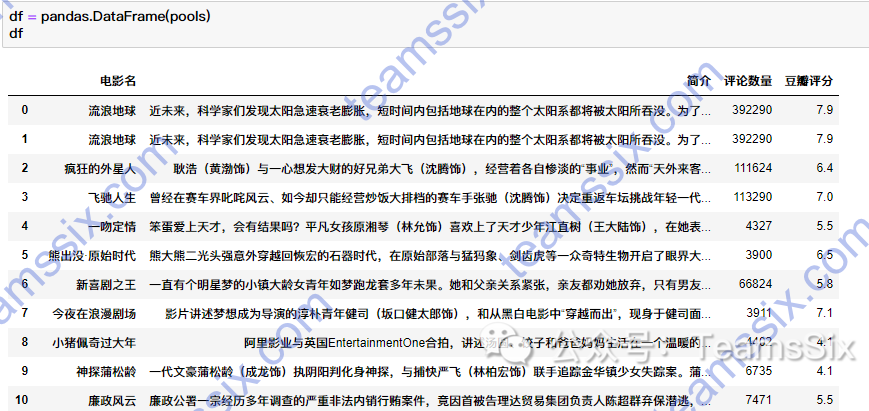 df = pandas.DataFrame(pools)
df
电影名 简介 评论数量 豆瓣评分
0 流浪地球 近未来，科学家们发现太阳急速衰老膨胀，短时间内包括地球在内的整个太阳系都将被太阳所吞没。为了... 392290 7.9
1 流浪地球 近未来，科学家们发现太阳急速衰老膨胀，短时间内包括地球在内的整个太阳系都将被太阳所吞没。为了... 392290 7.9
2 疯狂的外星人 耿浩（黄渤饰）与一心想发大财的好兄弟大飞（沈腾饰），经营着各自惨淡的“事业”，然而“天外来客... 111624 6.4
3 飞驰人生 曾经在赛车界叱咤风云、如今却只能经营炒饭大排档的赛车手张驰（沈腾饰）决定重返车坛挑战年轻一代... 113290 7.0
4 一吻定情 笨蛋爱上天才，会有结果吗？平凡女孩原湘琴（林允饰）喜欢上了天才少年江直树（王大陆饰），在她表... 4327 5.5
5 熊出没·原始时代 熊大熊二光头强意外穿越回恢宏的石器时代，在原始部落与猛犸象、剑齿虎等一众奇特生物开启了眼界大... 3900 6.5
6 新喜剧之王 一直有个明星梦的小镇大龄女青年如梦跑龙套多年未果。她和父亲关系紧张，亲友都劝她放弃，只有男友... 66824 5.8
7 今夜在浪漫剧场 影片讲述梦想成为导演的淳朴青年健司（坂口健太郎饰），和从黑白电影中“穿越而出”，现身于健司面... 3911 7.1
8 小猪佩奇过大年 阿里影业与英国EntertainmentOne合拍，讲述汤圆、饺子和爸爸妈妈生活在一个温暖的... 4402 4.1
9 神探蒲松龄 一代文豪蒲松龄（成龙饰）执阴阳判化身神探，与捕快严飞（林柏宏饰）联手追踪金华镇少女失踪案。蒲... 6735 4.1
10 廉政风云 廉政公署一宗经历多年调查的严重非法内销行贿案件，竟因首被告理达贸易集团负责人陈超群弃保潜逃，... 7471 5.5
teamssix.com
teamssix.com
teamssix.com
teamssix.com
公众号：TeamsSix